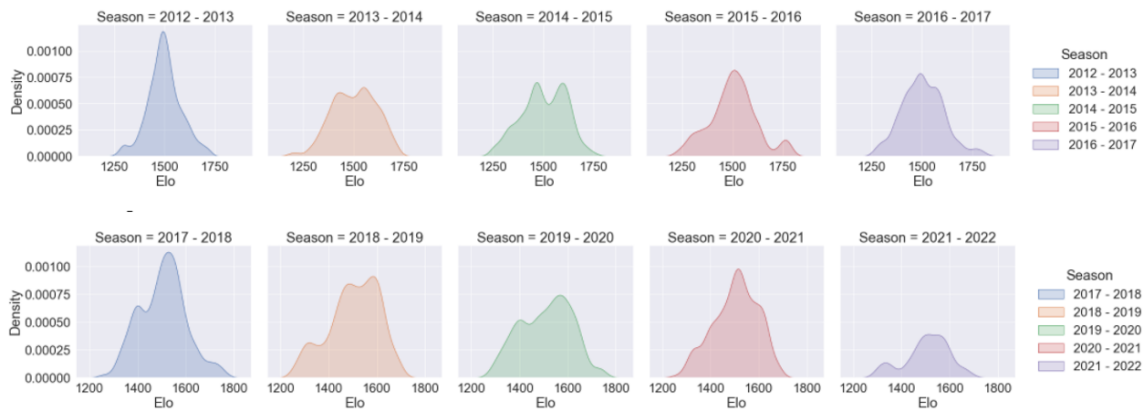 Season = 2012 - 2013 Season = 2013 - 2014 Season = 2014 - 2015 Season = 2015 - 2016 Season = 2016 - 2017
Density
0.00100
0.00075
0.00050
0.00025
0.00000
1250 1500 1750 1250 1500 1750 1250 1500 1750 1250 1500 1750 1250 1500 1750
Elo Elo Elo Elo Elo
Season
2012 - 2013
2013 - 2014
2014 - 2015
2015 - 2016
2016 - 2017
Season = 2017 - 2018 Season = 2018 - 2019 Season = 2019 - 2020 Season = 2020 - 2021 Season = 2021 - 2022
Density
0.00100
0.00075
0.00050
0.00025
0.00000
1200 1400 1600 1800 1200 1400 1600 1800 1200 1400 1600 1800 1200 1400 1600 1800 1200 1400 1600 1800
Elo Elo Elo Elo Elo
Season
2017 - 2018
2018 - 2019
2019 - 2020
2020 - 2021
2021 - 2022